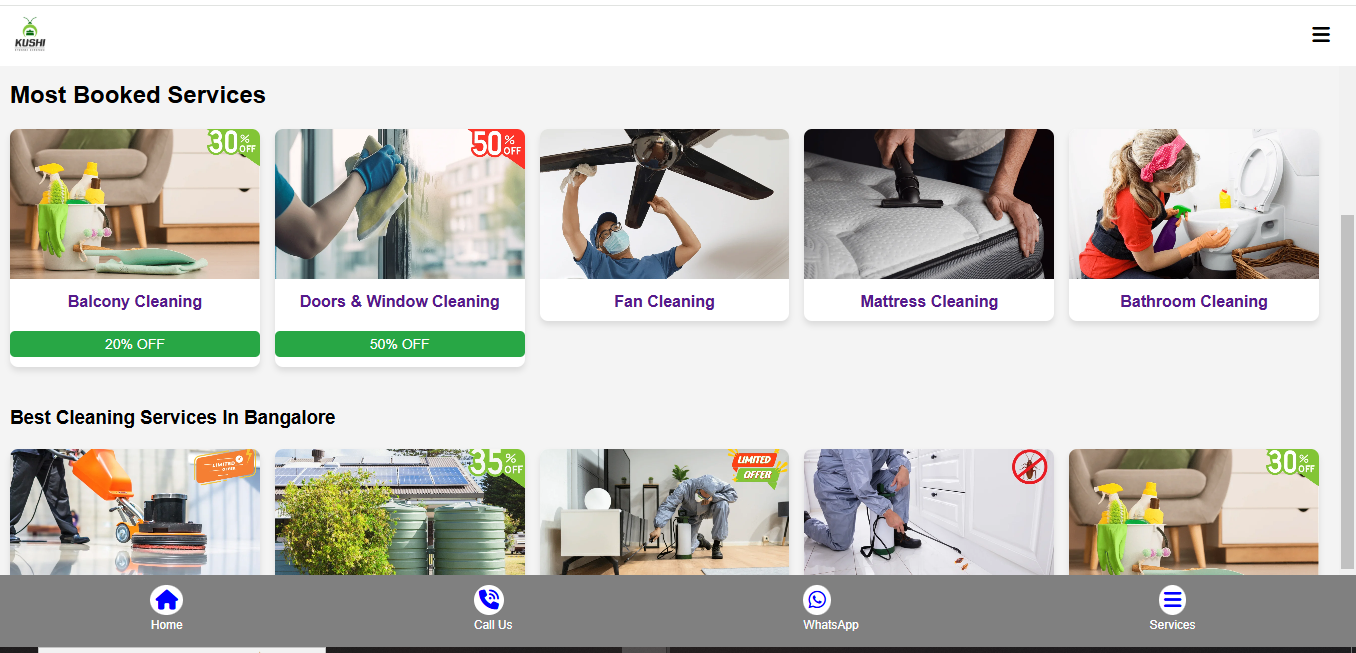 KUSHI
Most Booked Services
30% OFF
50% OFF
Balcony Cleaning
Doors & Window Cleaning
Fan Cleaning
Mattress Cleaning
Bathroom Cleaning
20% OFF
50% OFF
Best Cleaning Services In Bangalore
LIMITED
OFFER
35% OFF
LIMITED
OFFER
30% OFF
Home
Call Us
WhatsApp
Services